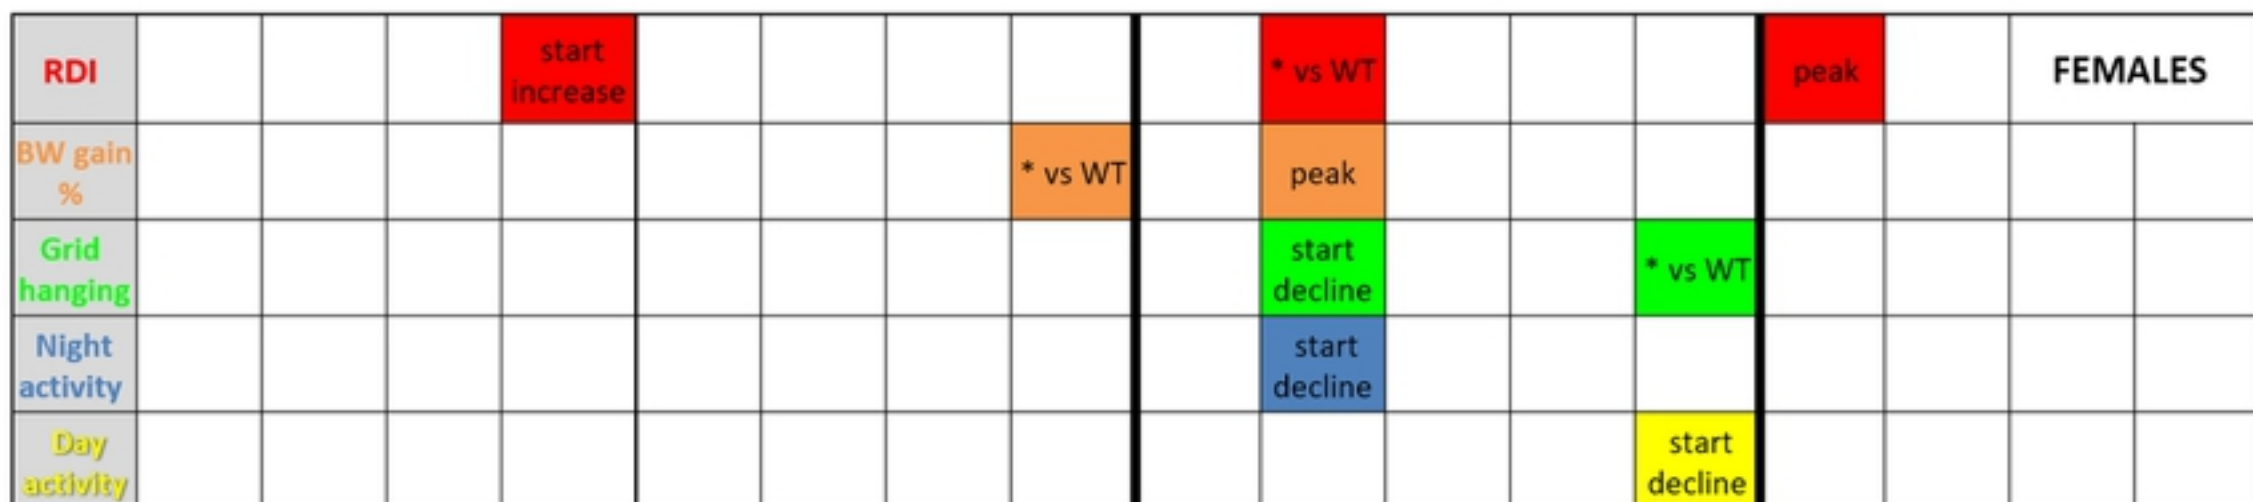 RDI
start
increase
* vs WT
peak
FEMALES
BW gain
%
* vs WT
peak
Grid
hanging
start
decline
* vs WT
Night
activity
start
decline
Day
activity
start
decline